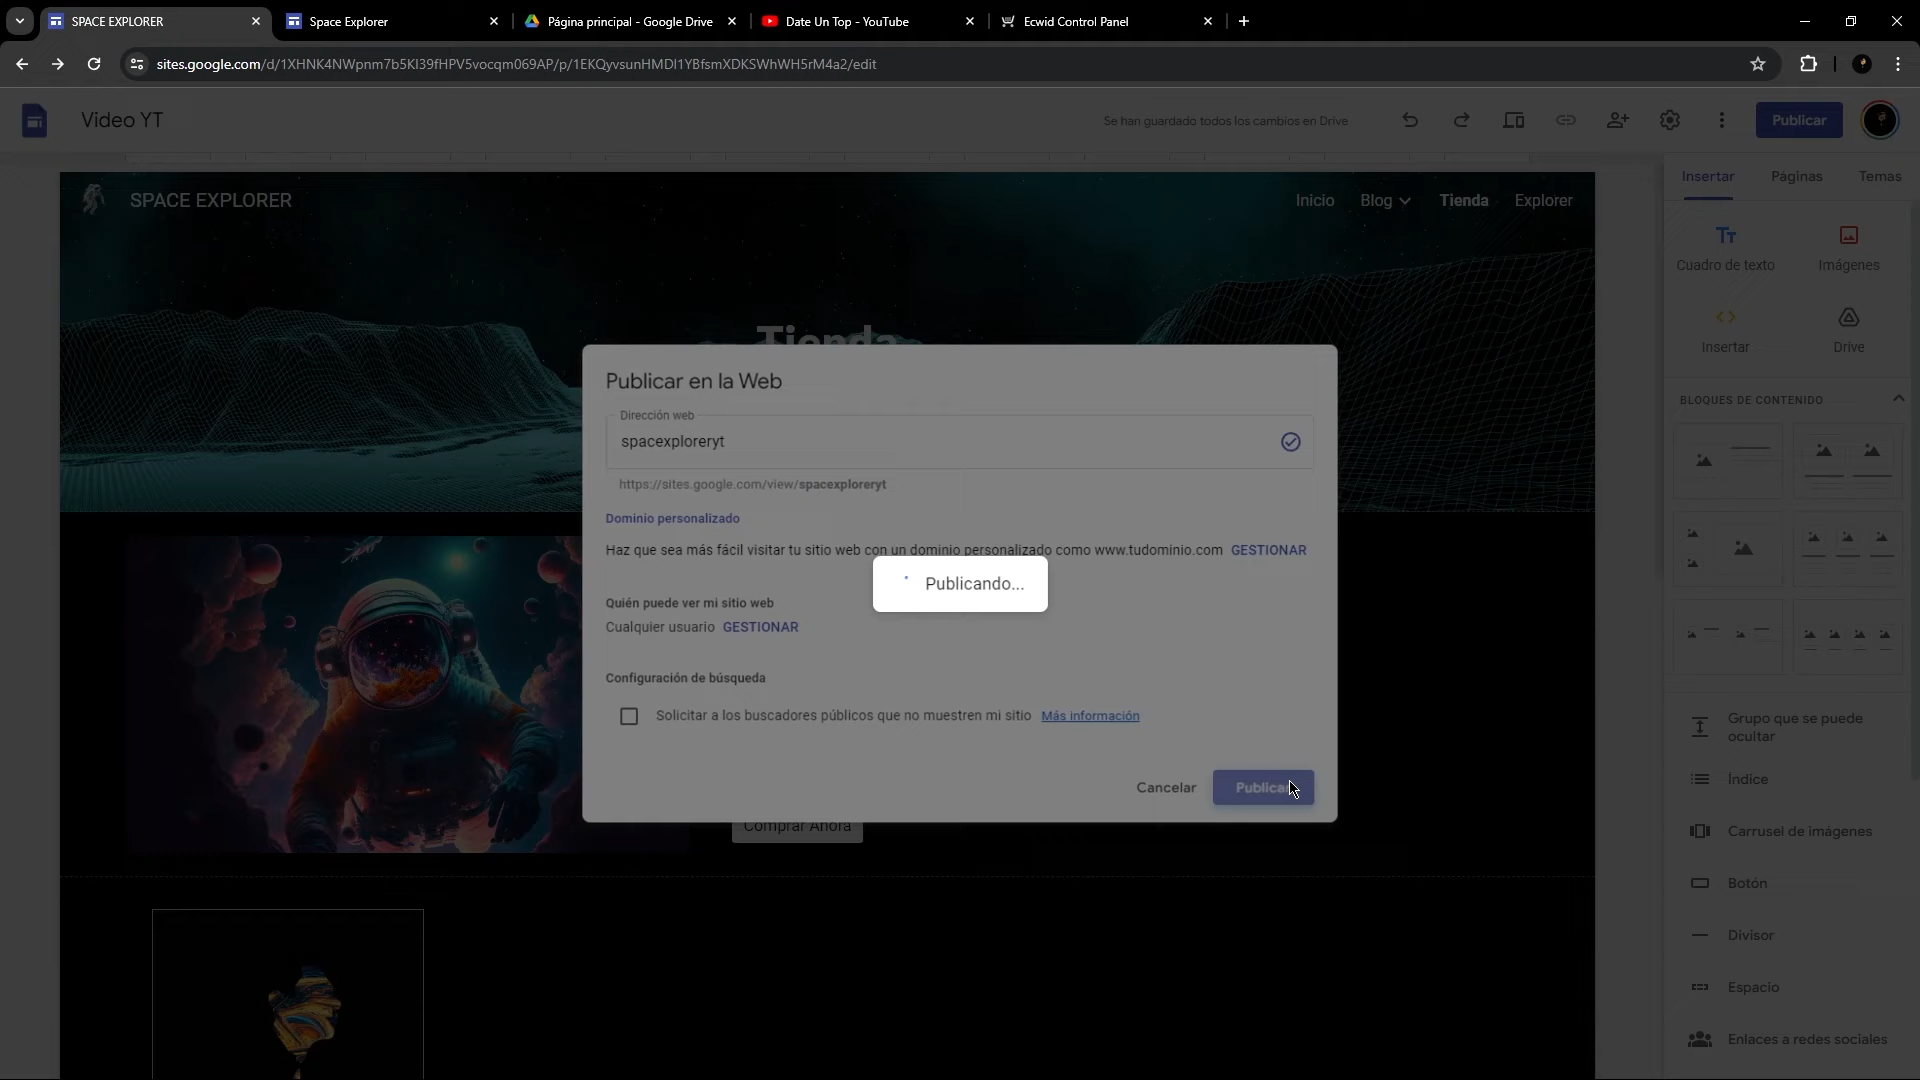 SPACE EXPLORER
Space Explorer
Página principal - Google Drive
Date Un Top - YouTube
Ecwid Control Panel
sites.google.com/d/1XHNK4NWpnm7b5Kl39fHPV5vocqm069AP/p/1EKQyvsunHMDl1YBfsmXDKSWhWH5rM4a2/edit
Video YT
Se han guardado todos los cambios en Drive
Publicar
SPACE EXPLORER
Inicio
Blog
Tienda
Explorer
Insertar
Páginas
Temas
Cuadro de texto
Imágenes
Insertar
Drive
BLOQUES DE CONTENIDO
Tienda
Publicar en la Web
Dirección web
spacexploreryt
https://sites.google.com/view/spacexploreryt
Dominio personalizado
Haz que sea más fácil visitar tu sitio web con un dominio personalizado como www.tudominio.com GESTIONAR
Publicando...
Quién puede ver mi sitio web
Cualquier usuario GESTIONAR
Configuración de búsqueda
Solicitar a los buscadores públicos que no muestren mi sitio Más información
Cancelar
Publicar
Comprar Ahora
Grupo que se puede
ocultar
Índice
Carrusel de imágenes
Botón
Divisor
Espacio
Enlaces a redes sociales